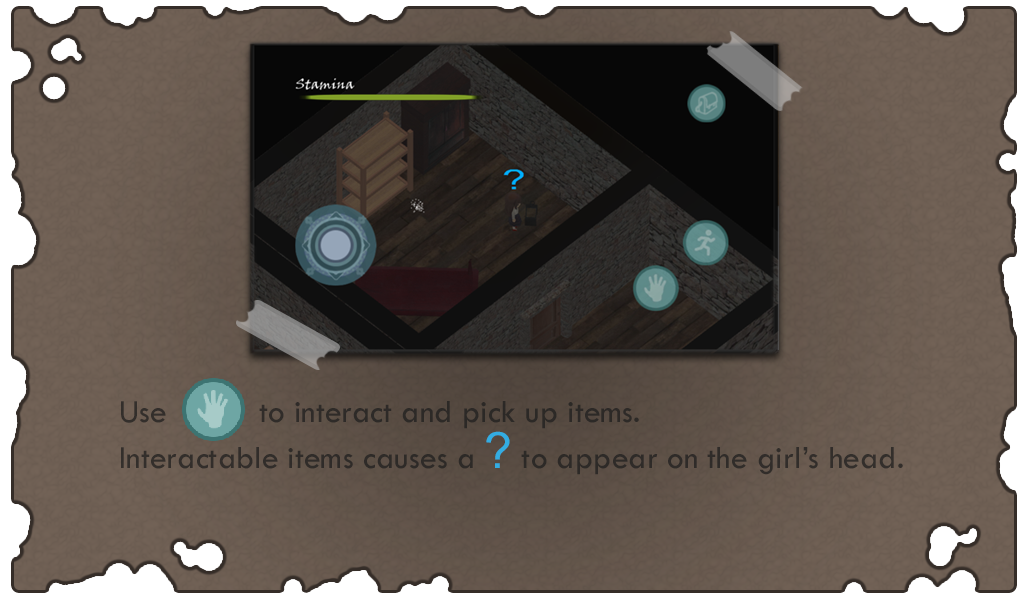 Stamina
?
Use to interact and pick up items.
Interactable items causes a ? to appear on the girl's head.